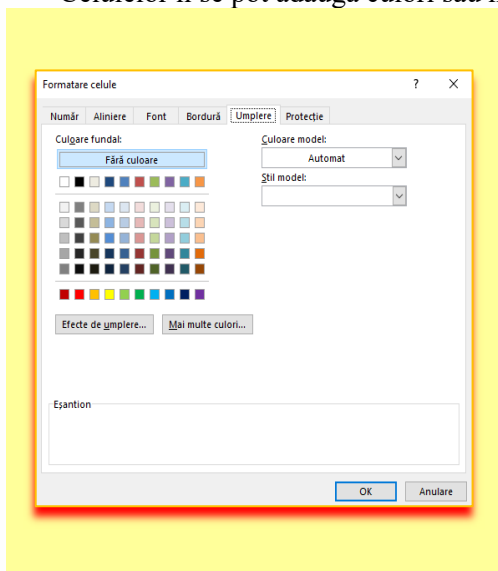 Celulelor li se pot adăuga culori sau
Formatare celule ? X
Număr Aliniere Font Bordură Umplere Protecție
Culoare fundal: Culoare model:
Fără culoare Automat
Stil model:
Efecte de umplere... Mai multe culori...
Eșantion
OK Anulare